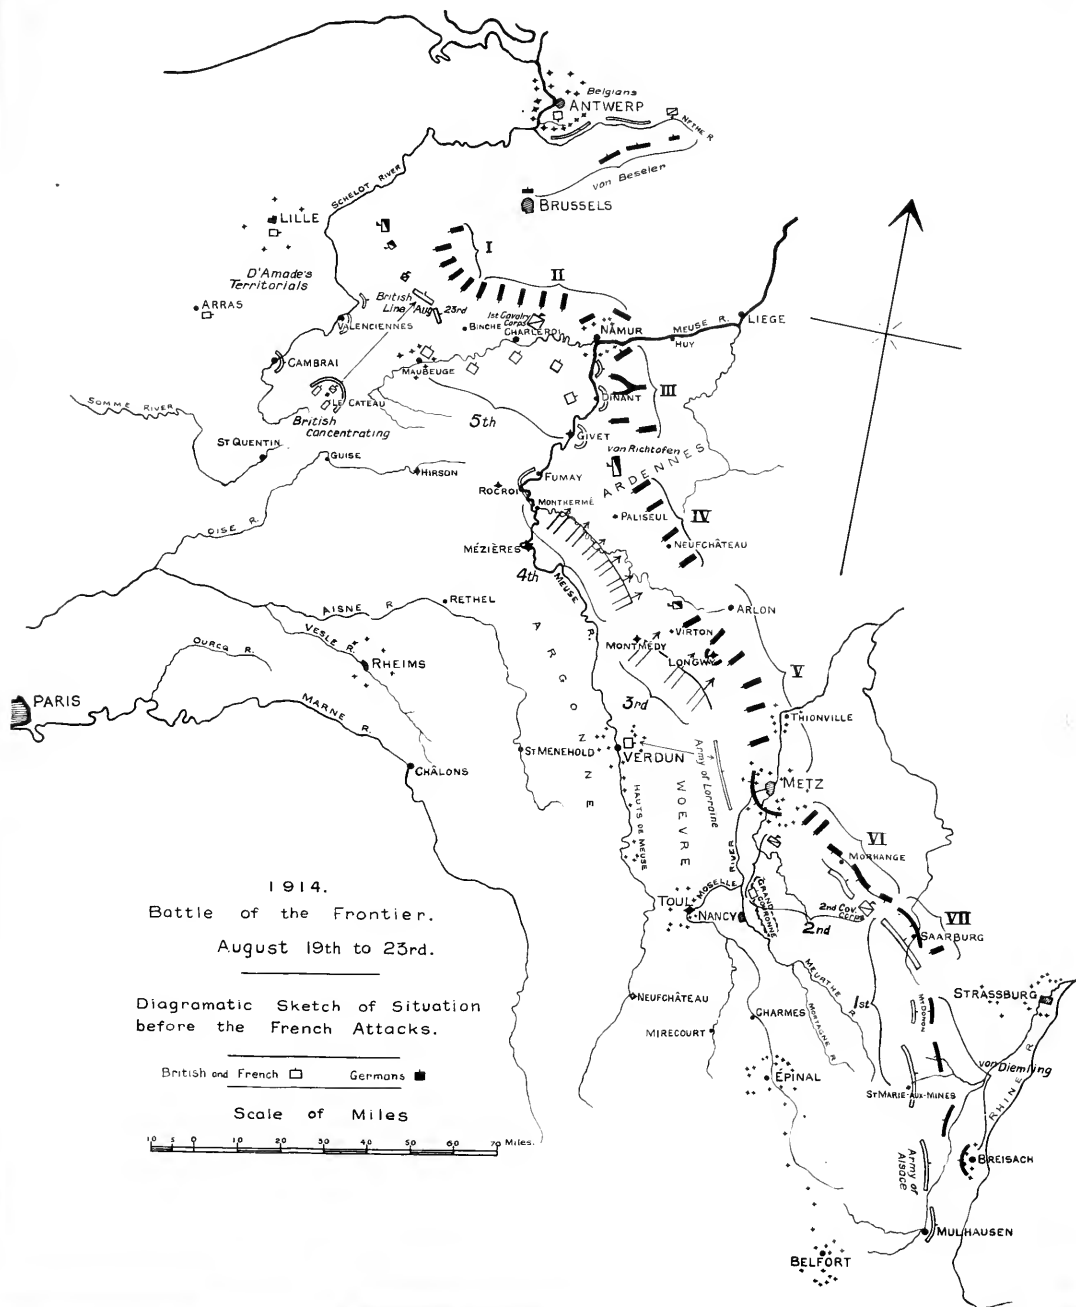 Belgians
ANTWERP
NETHE R
von Beseler
BRUSSELS
SCHELDT RIVER
LILLE
D'Amade's
Territorials
ARRAS
I
II
British
Line Aug 23rd
1st Cavalry
Corps
BINCHE
CHARLEROI
NAMUR
MEUSE R.
LIEGE
HUY
VALENCIENNES
CAMBRAI
MAUBEUGE
LE CATEAU
British
Concentrating
DINANT
III
SOMME RIVER
5th
GIVET
ST QUENTIN
GUISE
HIRSON
von Richtofen
ARDENNES
ROCROI
FUMAY
MONTHERMÉ
PALISEUL
IV
OISE R.
MÉZIÈRES
NEUFCHÂTEAU
4th
MEUSE R.
AISNE R
RETHEL
ARLON
VESLE R.
OURCQ R.
RHEIMS
ARGONNE
VIRTON
MONTMÉDY
LONGWY
V
PARIS
MARNE R.
3rd
THIONVILLE
ST MENEHOLD
VERDUN
Army of Lorraine
CHÂLONS
METZ
HAUTS DE MEUSE
WOEVRE
VI
MORHANGE
MOSELLE RIVER
1914.
Battle of the Frontier.
August 19th to 23rd.
TOUL
NANCY
GRAND COURONNE
2nd
2nd Cav.
Corps
VII
SAARBURG
Diagramatic Sketch of Situation
before the French Attacks.
NEUFCHÂTEAU
MEURTHE R
1st
MT DONON
STRASSBURG
MIRECOURT
CHARMES
MORTAGNE R
British and French
Germans
ÉPINAL
von Diemling
RHINE R
ST MARIE-AUX-MINES
Scale of Miles
10 5 0 10 20 30 40 50 60 70 Miles.
Army of
Alsace
BREISACH
MULHAUSEN
BELFORT